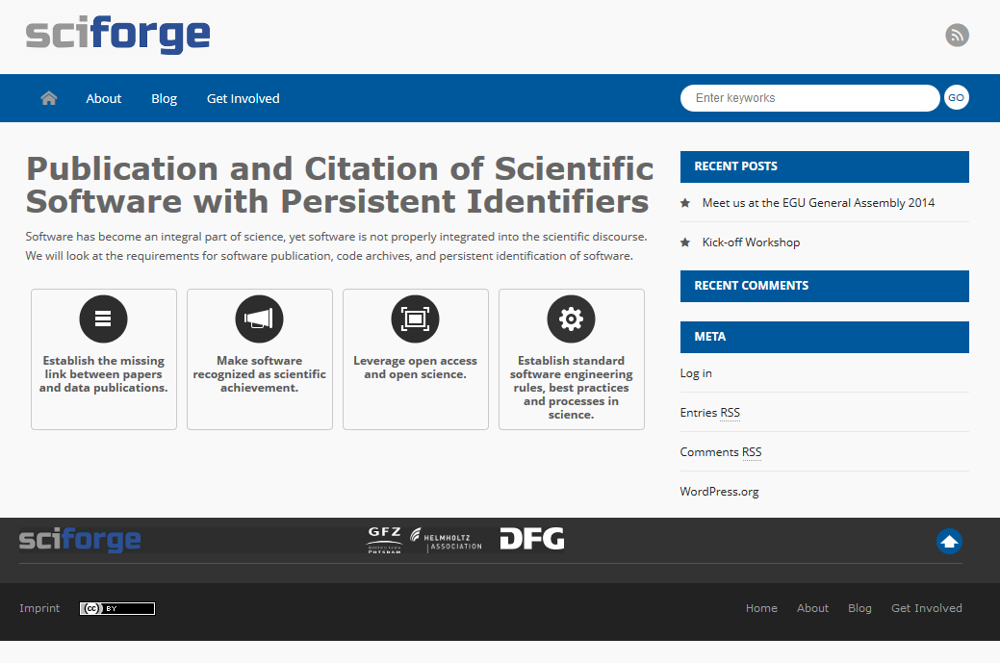 sciforge
About Blog Get Involved
Enter keyworks
GO
Publication and Citation of Scientific
Software with Persistent Identifiers
Software has become an integral part of science, yet software is not properly integrated into the scientific discourse.
We will look at the requirements for software publication, code archives, and persistent identification of software.
Establish the missing
link between papers
and data publications.
Make software
recognized as scientific
achievement.
Leverage open access
and open science.
Establish standard
software engineering
rules, best practices
and processes in
science.
RECENT POSTS
Meet us at the EGU General Assembly 2014
Kick-off Workshop
RECENT COMMENTS
META
Log in
Entries RSS
Comments RSS
WordPress.org
sciforge
GFZ
POTSDAM
HELMHOLTZ
ASSOCIATION
DFG
Imprint
cc BY
Home About Blog Get Involved